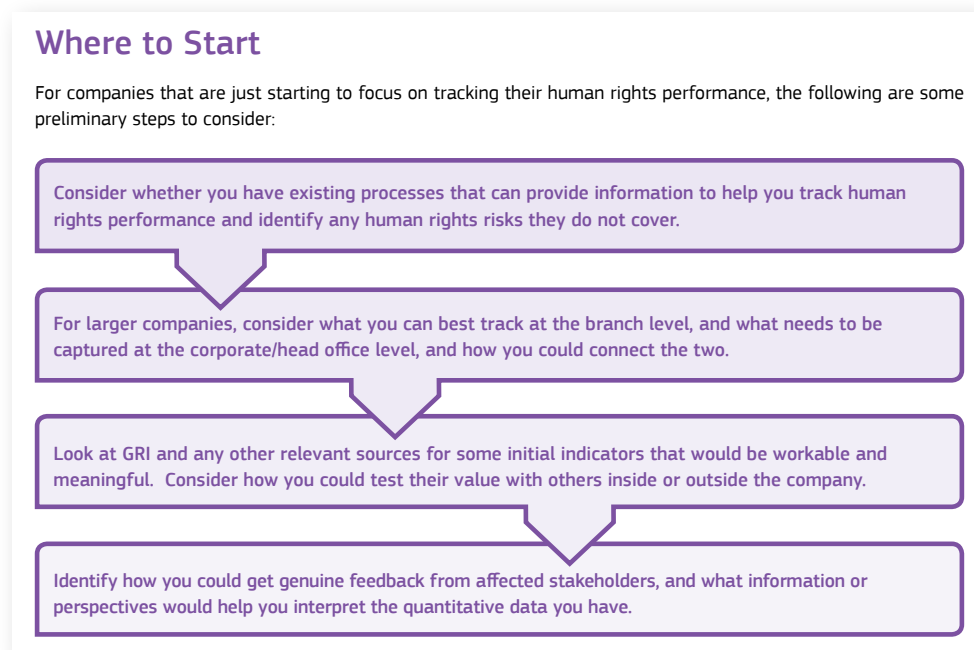 Where to Start
For companies that are just starting to focus on tracking their human rights performance, the following are some
preliminary steps to consider:
Consider whether you have existing processes that can provide information to help you track human
rights performance and identify any human rights risks they do not cover.
For larger companies, consider what you can best track at the branch level, and what needs to be
captured at the corporate/head office level, and how you could connect the two.
Look at GRI and any other relevant sources for some initial indicators that would be workable and
meaningful.  Consider how you could test their value with others inside or outside the company.
Identify how you could get genuine feedback from affected stakeholders, and what information or
perspectives would help you interpret the quantitative data you have.